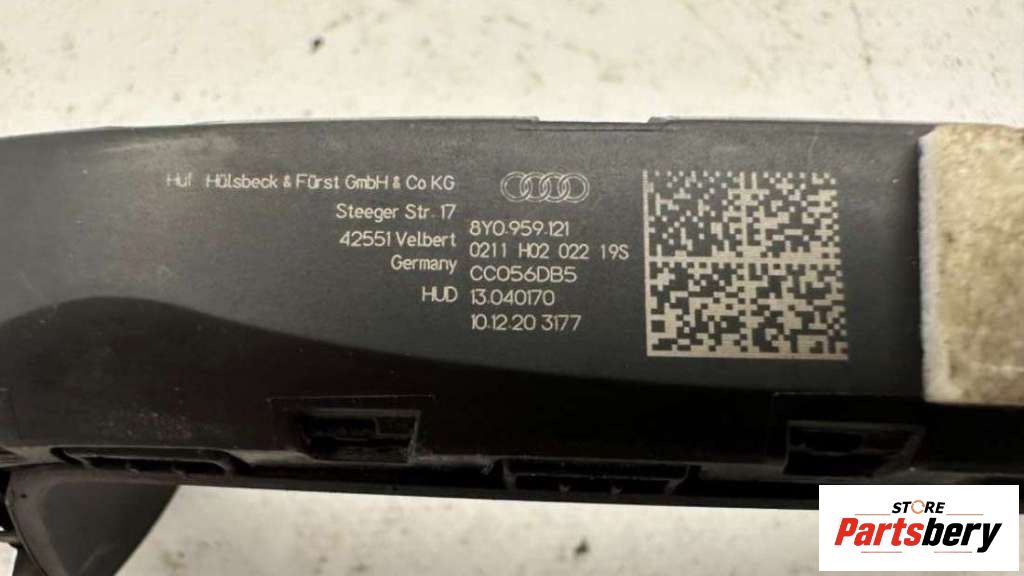 Huf Hülsbeck & Fürst GmbH & Co KG
Steeger Str. 17
42551 Velbert
Germany
HUD
8Y0.959.121
0211 H02 022 19S
CC056DB5
13.040170
10.12.20 3177
STORE
Partsbery